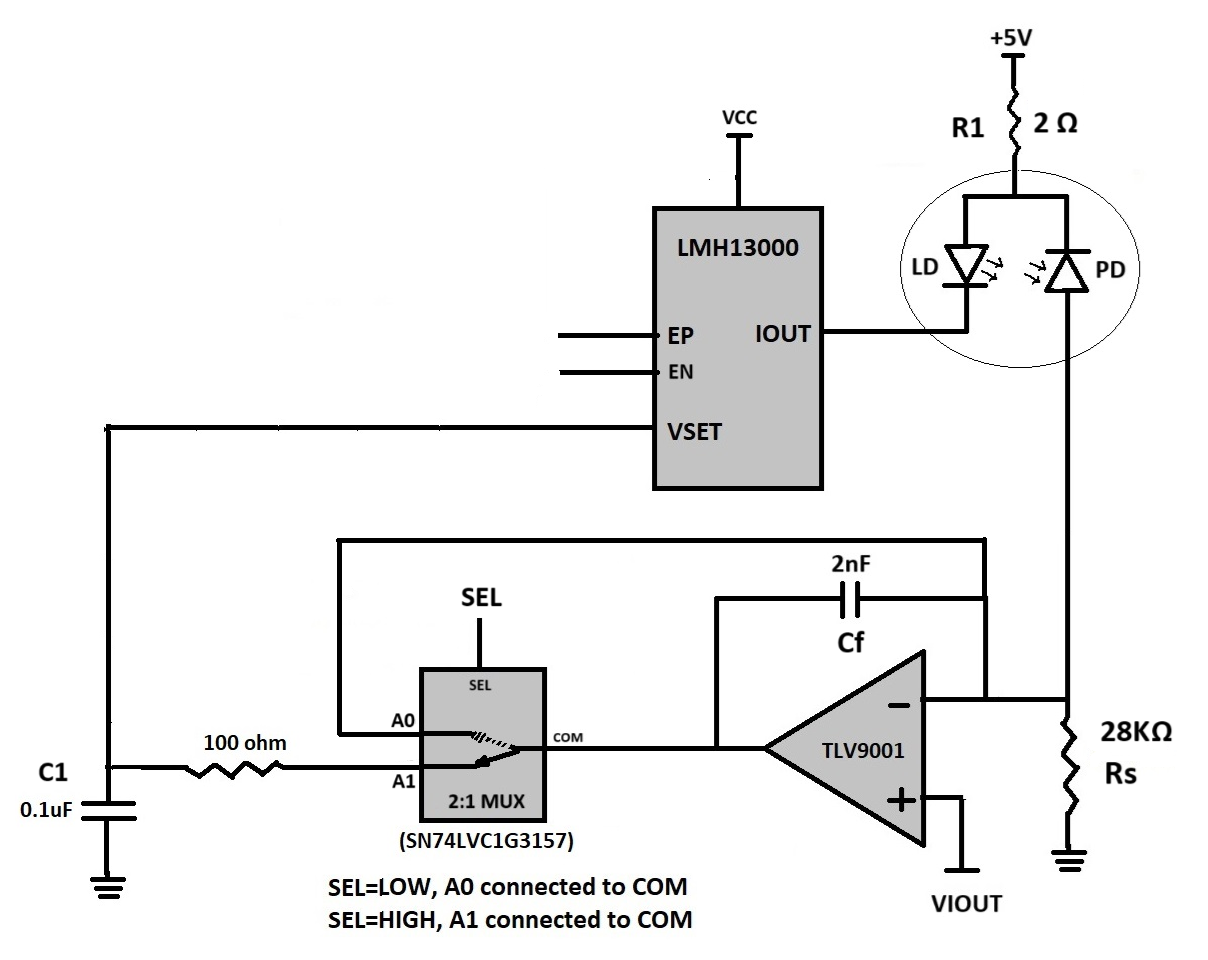 +5V
R1 2 Ω
VCC
LMH13000
LD
PD
EP
IOUT
EN
VSET
2nF
Cf
SEL
SEL
A0
COM
100 ohm
TLV9001
28KΩ
Rs
C1
A1
0.1uF
2:1 MUX
(SN74LVC1G3157)
SEL=LOW, A0 connected to COM
VIOUT
SEL=HIGH, A1 connected to COM